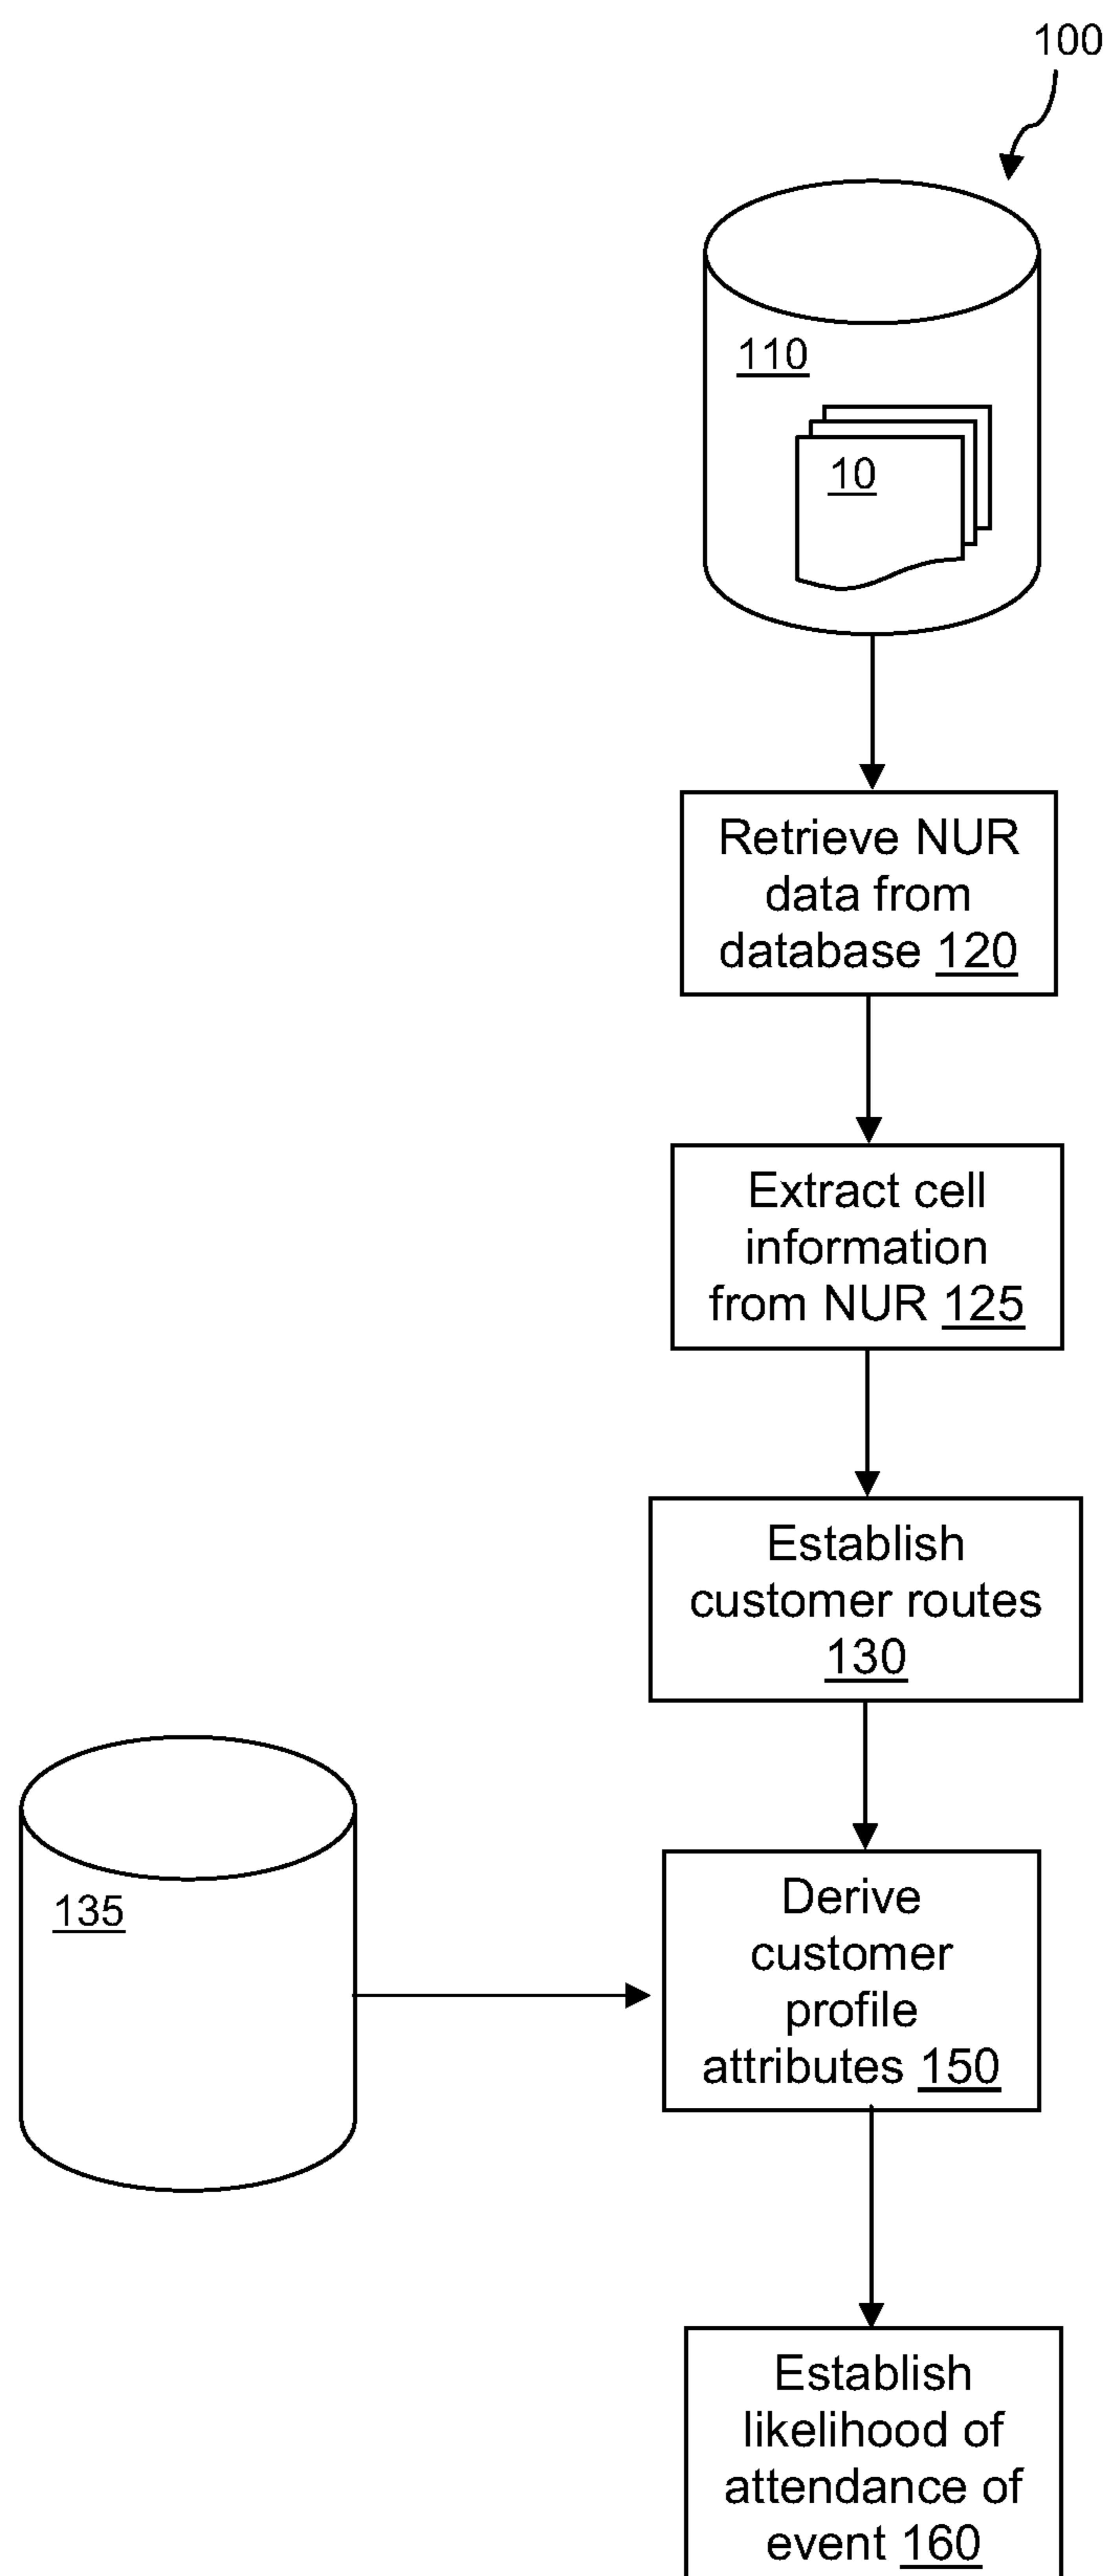 100
110
10
Retrieve NUR
data from
database 120
Extract cell
information
from NUR 125
Establish
customer routes
130
135
Derive
customer
profile
attributes 150
Establish
likelihood of
attendance of
event 160